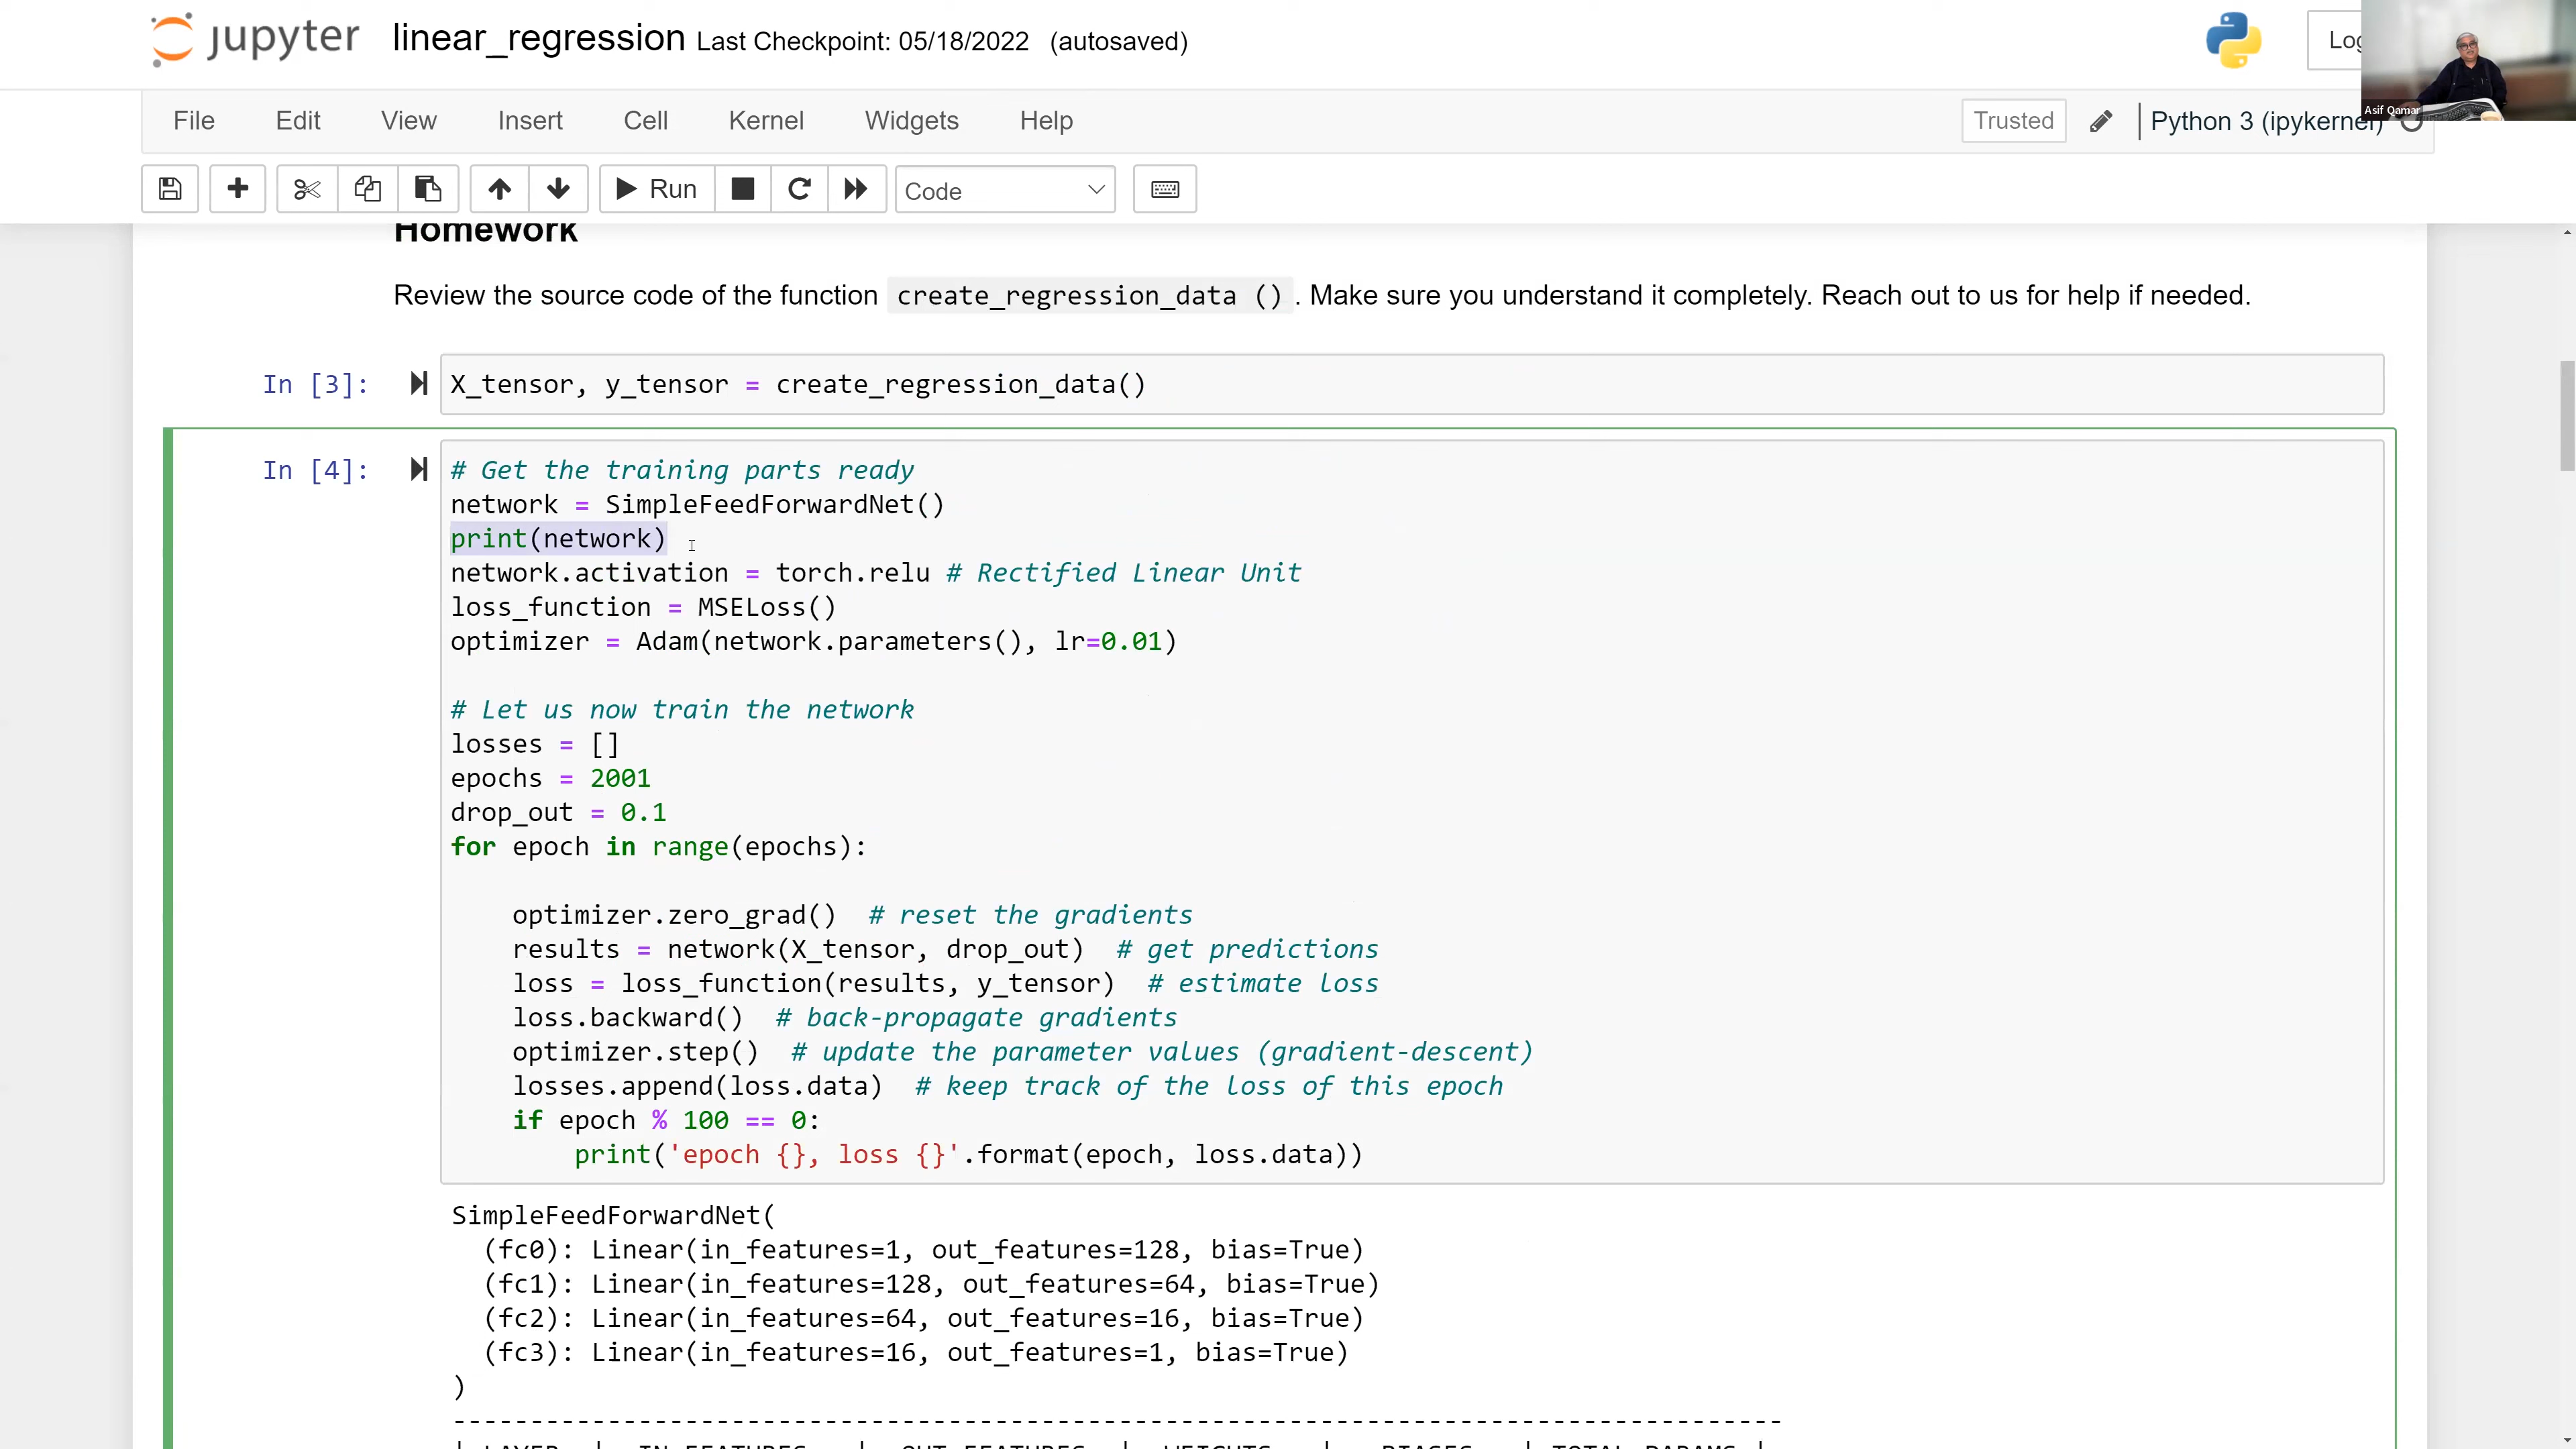 jupyter linear_regression Last Checkpoint: 05/18/2022 (autosaved)
Asif Qamar
File Edit View Insert Cell Kernel Widgets Help Trusted Python 3 (ipykernel)
Run Code
Homework
Review the source code of the function create_regression_data (). Make sure you understand it completely. Reach out to us for help if needed.
In [3]: X_tensor, y_tensor = create_regression_data()
In [4]: # Get the training parts ready
network = SimpleFeedForwardNet()
print(network)
network.activation = torch.relu # Rectified Linear Unit
loss_function = MSELoss()
optimizer = Adam(network.parameters(), lr=0.01)
# Let us now train the network
losses = []
epochs = 2001
drop_out = 0.1
for epoch in range(epochs):
optimizer.zero_grad()  # reset the gradients
results = network(X_tensor, drop_out)  # get predictions
loss = loss_function(results, y_tensor)  # estimate loss
loss.backward()  # back-propagate gradients
optimizer.step()  # update the parameter values (gradient-descent)
losses.append(loss.data)  # keep track of the loss of this epoch
if epoch % 100 == 0:
print('epoch {}, loss {}'.format(epoch, loss.data))
SimpleFeedForwardNet(
(fc0): Linear(in_features=1, out_features=128, bias=True)
(fc1): Linear(in_features=128, out_features=64, bias=True)
(fc2): Linear(in_features=64, out_features=16, bias=True)
(fc3): Linear(in_features=16, out_features=1, bias=True)
)
--------------------------------------------------------------------------------------
| LAYER | IN_FEATURES | OUT_FEATURES | WEIGHTS | BIASES | TOTAL_PARAMS |